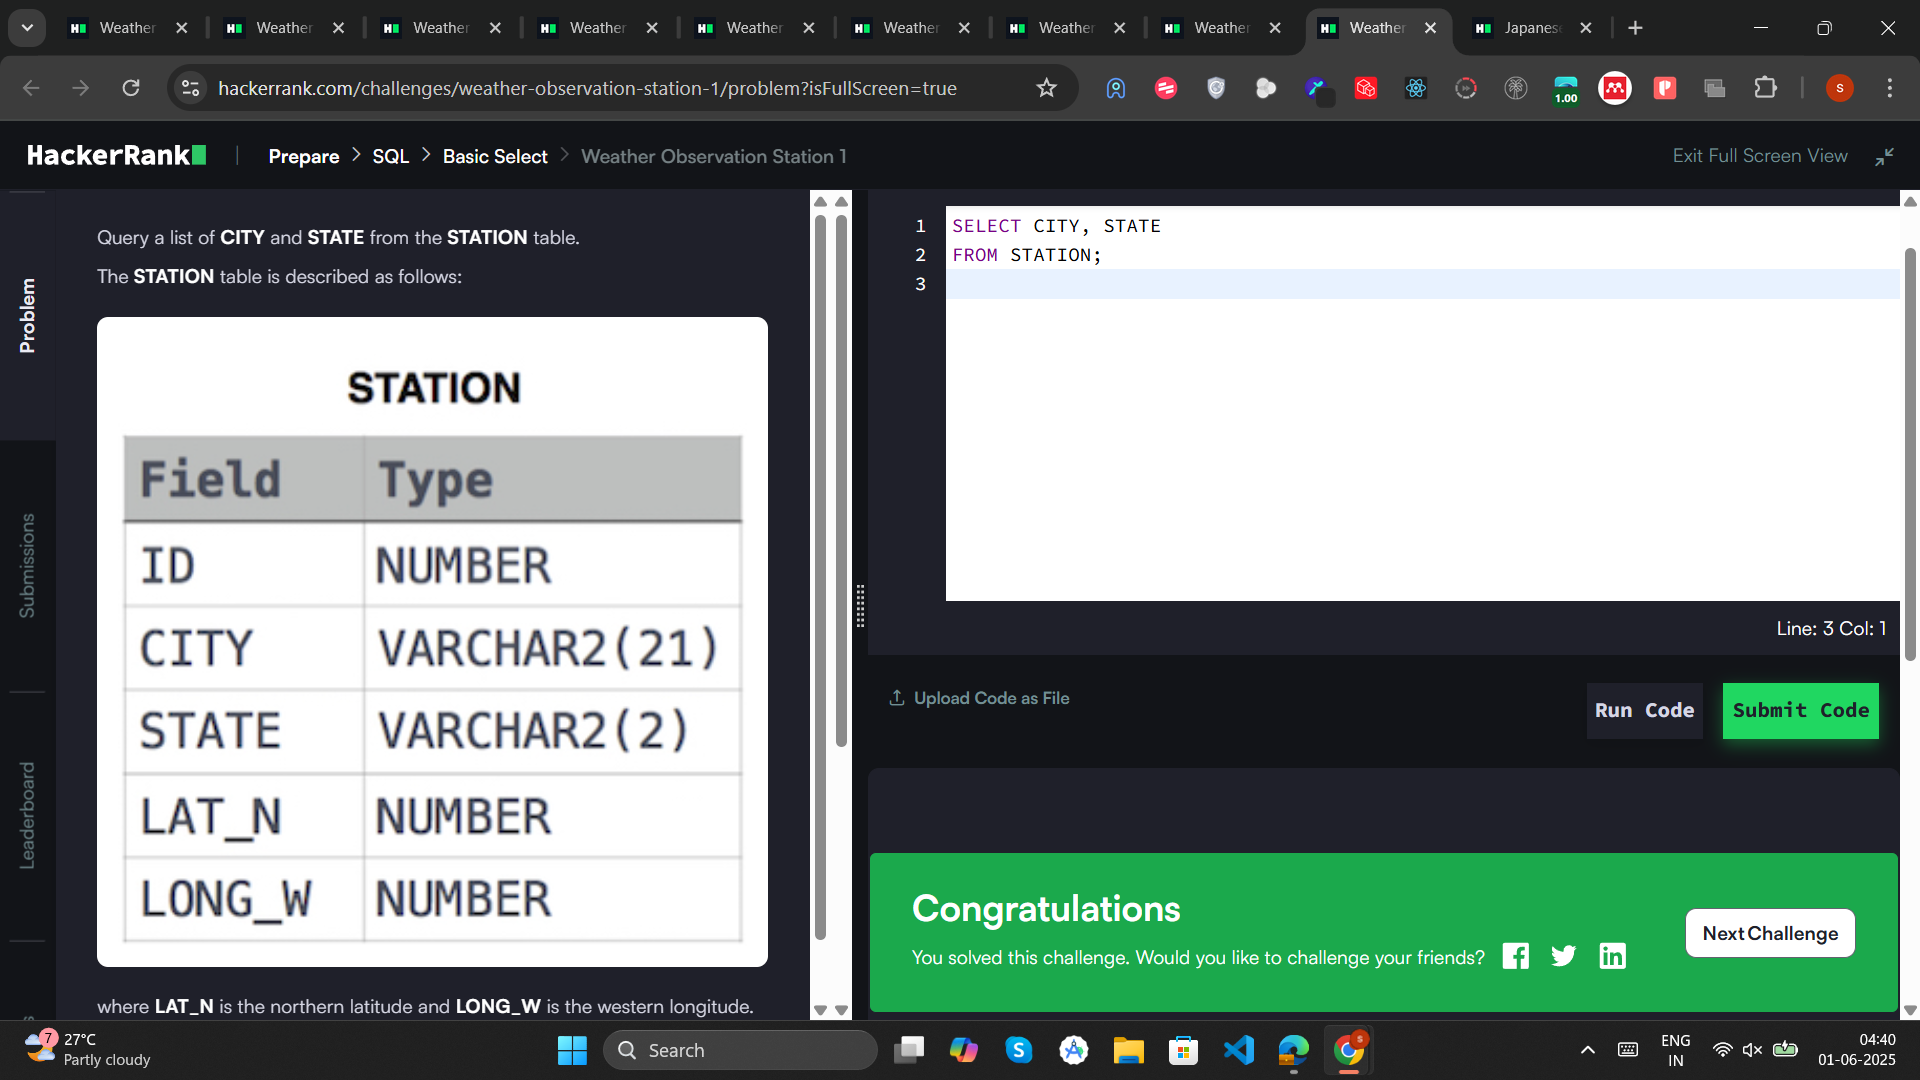 Weather
Weather
Weather
Weather
Weather
Weather
Weather
Weather
Weather
Japanese
hackerrank.com/challenges/weather-observation-station-1/problem?isFullScreen=true
1.00
S
HackerRank
Prepare > SQL > Basic Select > Weather Observation Station 1
Exit Full Screen View
Problem
Submissions
Leaderboard
Query a list of CITY and STATE from the STATION table.
The STATION table is described as follows:
STATION
Field Type
ID NUMBER
CITY VARCHAR2(21)
STATE VARCHAR2(2)
LAT_N NUMBER
LONG_W NUMBER
where LAT_N is the northern latitude and LONG_W is the western longitude.
1 SELECT CITY, STATE
2 FROM STATION;
3
Line: 3 Col: 1
Upload Code as File
Run Code
Submit Code
Congratulations
You solved this challenge. Would you like to challenge your friends?
Next Challenge
7
27°C
Partly cloudy
Search
ENG
IN
04:40
01-06-2025